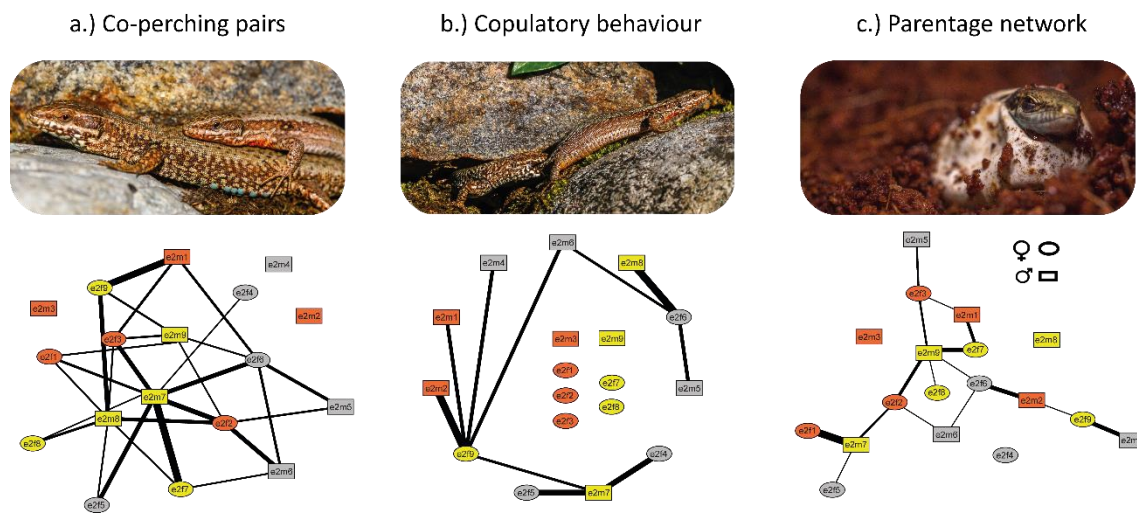 a.) Co-perching pairs
b.) Copulatory behaviour
c.) Parentage network
e2m1
e2m4
e2f9
e2f4
e2m3
e2m2
e2f3
e2m9
e2f1
e2f6
e2m7
e2m5
e2m8
e2f2
e2f8
e2m6
e2f7
e2f5
e2m6
e2m4
e2m8
e2m1
e2f6
e2m3
e2m9
e2f1
e2f7
e2m2
e2m5
e2f2
e2f8
e2f3
e2f9
e2f4
e2f5
e2m7
e2m5
♀
♂
e2f3
e2m1
e2m3
e2m9
e2f7
e2m8
e2f6
e2f8
e2f2
e2m2
e2f9
e2f1
e2m7
e2m6
e2m
e2f4
e2f5